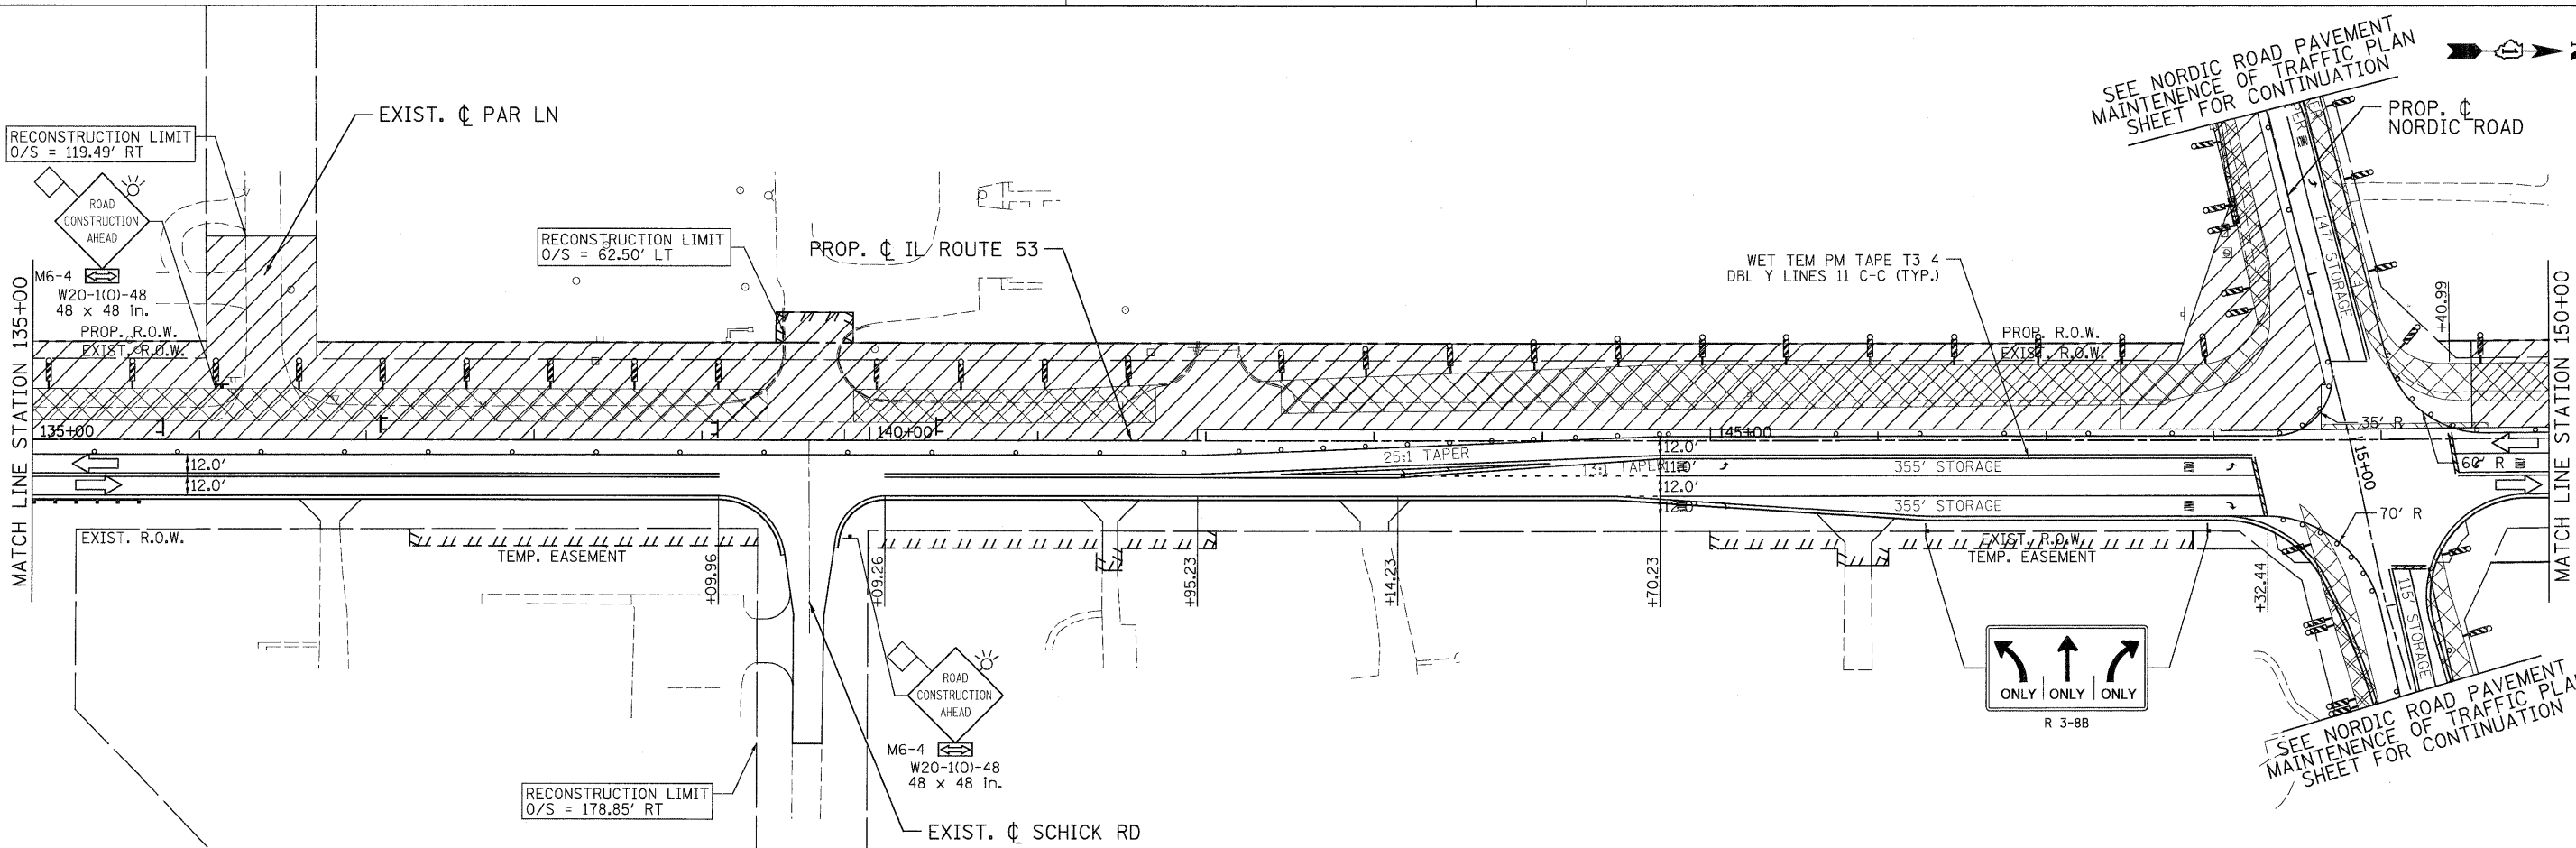 SEE NORDIC ROAD PAVEMENT
MAINTENENCE OF TRAFFIC PLAN
SHEET FOR CONTINUATION
PROP. ℄
NORDIC ROAD
EXIST. ℄ PAR LN
RECONSTRUCTION LIMIT
O/S = 119.49' RT
ROAD
CONSTRUCTION
AHEAD
M6-4
W20-1(O)-48
48 x 48 in.
RECONSTRUCTION LIMIT
O/S = 62.50' LT
PROP. ℄ IL ROUTE 53
WET TEM PM TAPE T3 4
DBL Y LINES 11 C-C (TYP.)
147' STORAGE
+40.99
PROP. R.O.W.
EXIST. R.O.W.
PROP. R.O.W.
EXIST. R.O.W.
MATCH LINE STATION 135+00
MATCH LINE STATION 150+00
135+00
140+00
145+00
15+00
35' R
60' R
12.0'
12.0'
25:1 TAPER
13:1 TAPER
12.0'
11.0'
12.0'
12.0'
355' STORAGE
355' STORAGE
70' R
EXIST. R.O.W.
TEMP. EASEMENT
EXIST. R.O.W.
TEMP. EASEMENT
+09.96
+09.26
+95.23
+14.23
+70.23
+32.44
115' STORAGE
ROAD
CONSTRUCTION
AHEAD
M6-4
W20-1(O)-48
48 x 48 in.
ONLY ONLY ONLY
R 3-8B
RECONSTRUCTION LIMIT
O/S = 178.85' RT
EXIST. ℄ SCHICK RD
SEE NORDIC ROAD PAVEMENT
MAINTENENCE OF TRAFFIC PLAN
SHEET FOR CONTINUATION